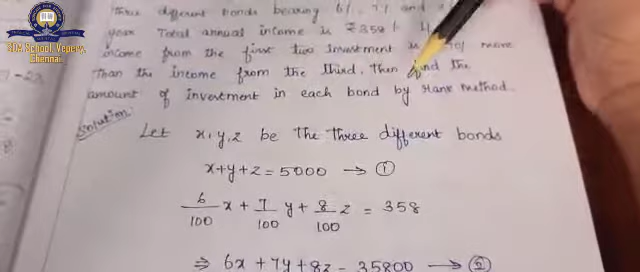 SDA School, Vepery,
Chennai
three different bonds bearing 6%, 7% and
year. Total annual income is ₹358
income from the first two investment is ₹70/ more
than the income from the third. Then find the
amount of investment in each bond by Rank method.
Solution
Let x, y, z be the three different bonds
x+y+z = 5000 → ①
6/100 x + 7/100 y + 8/100 z = 358
⇒ 6x + 7y + 8z = 35800 → ②